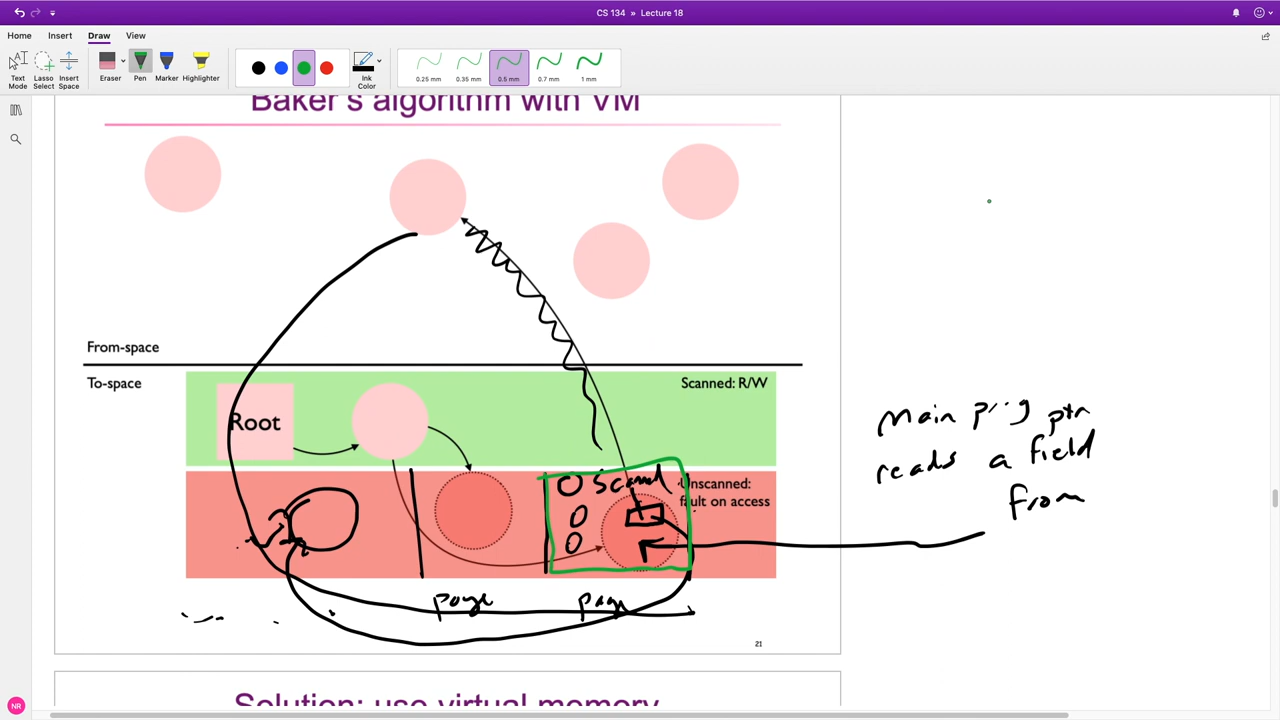 CS 134 » Lecture 18
Home Insert Draw View
Text Mode
Lasso Select
Insert Space
Eraser
Pen
Marker
Highlighter
Ink Color
0.25 mm
0.35 mm
0.5 mm
0.7 mm
1 mm
Baker's algorithm with VM
From-space
To-space
Scanned: R/W
Root
Scanned
Unscanned:
fault on access
page
page
21
Main prog ptr
reads a field
from
Solution: use virtual memory
NR